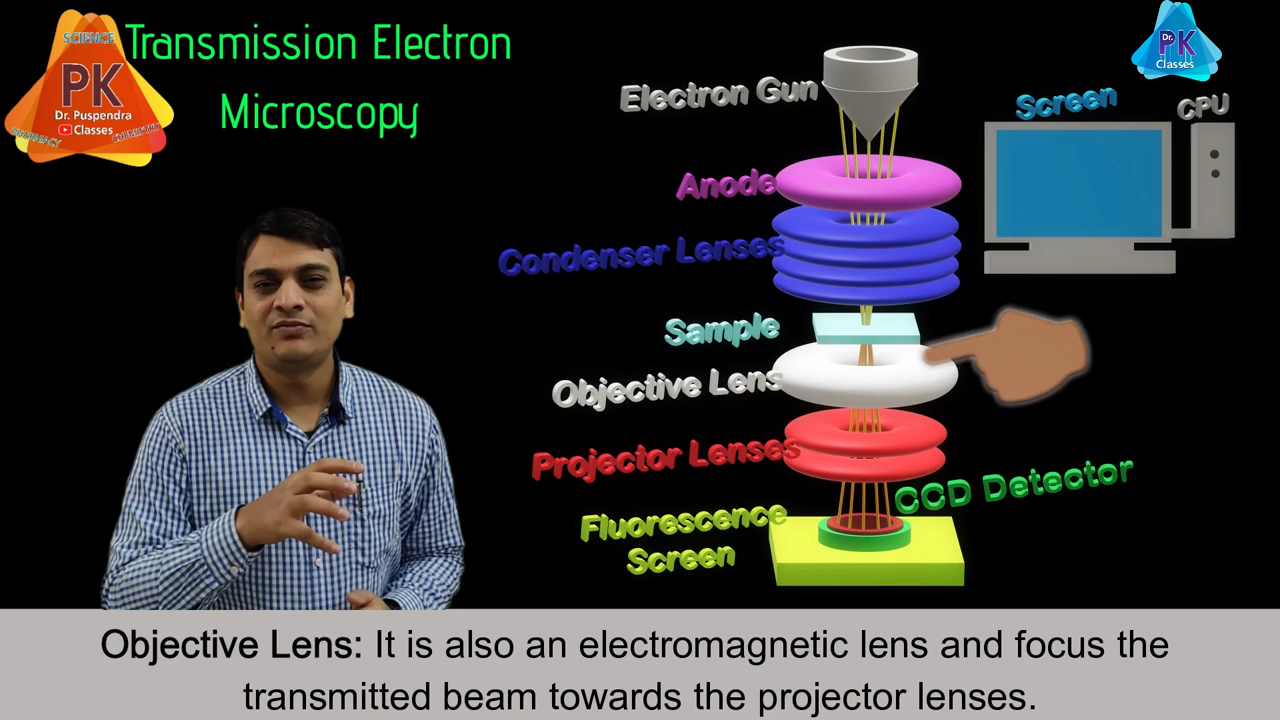 SCIENCE
PK
Dr. Puspendra
Classes
PHARMACY
CHEMISTRY
Transmission Electron
Microscopy
Dr.
PK
Classes
Electron Gun
Screen
CPU
Anode
Condenser Lenses
Sample
Objective Lens
Projector Lenses
CCD Detector
Fluorescence
Screen
Objective Lens: It is also an electromagnetic lens and focus the
transmitted beam towards the projector lenses.